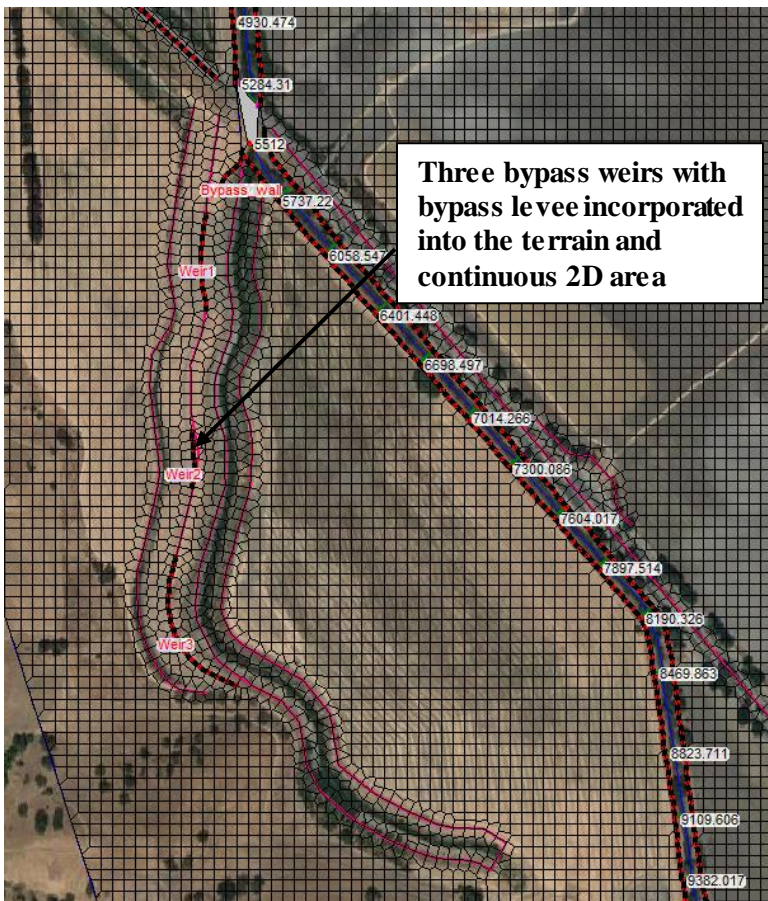 4930.474
5284.31
5512
Bypass_wall
5737.22
Three bypass weirs with
bypass levee incorporated
into the terrain and
continuous 2D area
6058.547
Weir1
6401.448
6698.497
7014.266
Weir2
7300.086
7604.017
7897.514
8190.326
Weir3
8469.863
8823.711
9109.606
9382.017